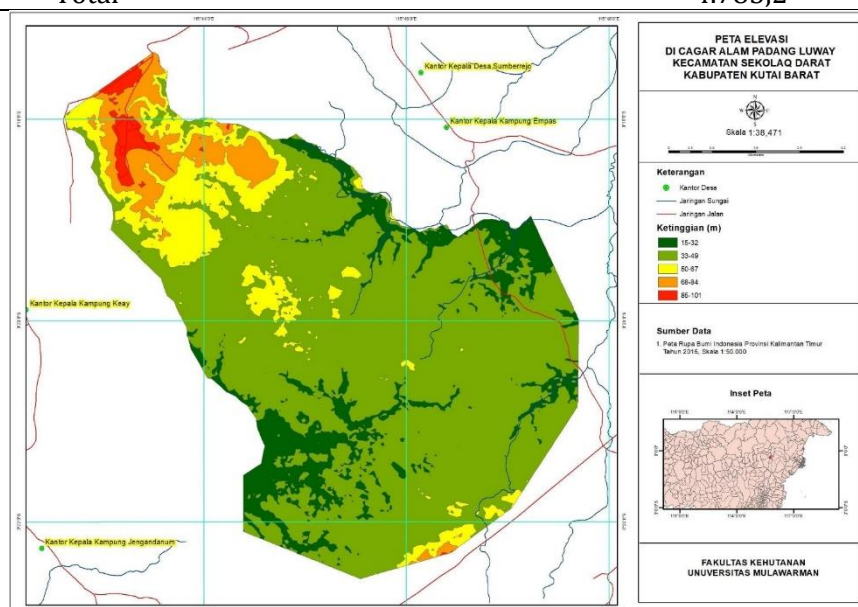 Total 4.785,2
Kantor Kepala Desa Sumberrejo
Kantor Kepala Kampung Empas
Kantor Kepala Kampung Keay
Kantor Kepala Kampung Jengandanum
PETA ELEVASI
DI CAGAR ALAM PADANG LUWAY
KECAMATAN SEKOLAQ DARAT
KABUPATEN KUTAI BARAT
N
W E
S
Skala 1:38,471
Keterangan
Kantor Desa
Jaringan Sungai
Jaringan Jalan
Ketinggian (m)
15-32
33-49
50-67
68-84
85-101
Sumber Data
1. Peta Rupa Bumi Indonesia Provinsi Kalimantan Timur
Tahun 2016, Skala 1:50.000
Inset Peta
FAKULTAS KEHUTANAN
UNUVERSITAS MULAWARMAN